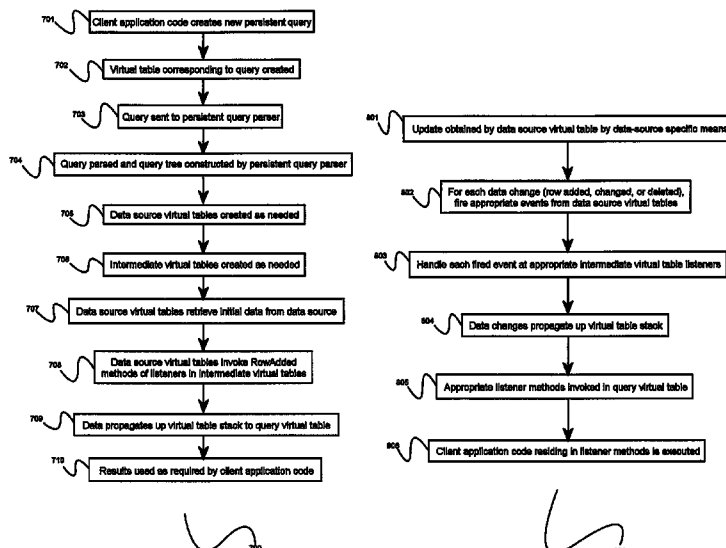 701 Client application code creates new persistent query
702 Virtual table corresponding to query created
703 Query sent to persistent query parser
704 Query parsed and query tree constructed by persistent query parser
705 Data source virtual tables created as needed
706 Intermediate virtual tables created as needed
707 Data source virtual tables retrieve initial data from data source
708 Data source virtual tables invoke RowAdded
methods of listeners in intermediate virtual tables
709 Data propagates up virtual table stack to query virtual table
710 Results used as required by client application code
700
801 Update obtained by data source virtual table by data-source specific means
802 For each data change (row added, changed, or deleted),
fire appropriate events from data source virtual tables
803 Handle each fired event at appropriate intermediate virtual table listeners
804 Data changes propagate up virtual table stack
805 Appropriate listener methods invoked in query virtual table
806 Client application code residing in listener methods is executed